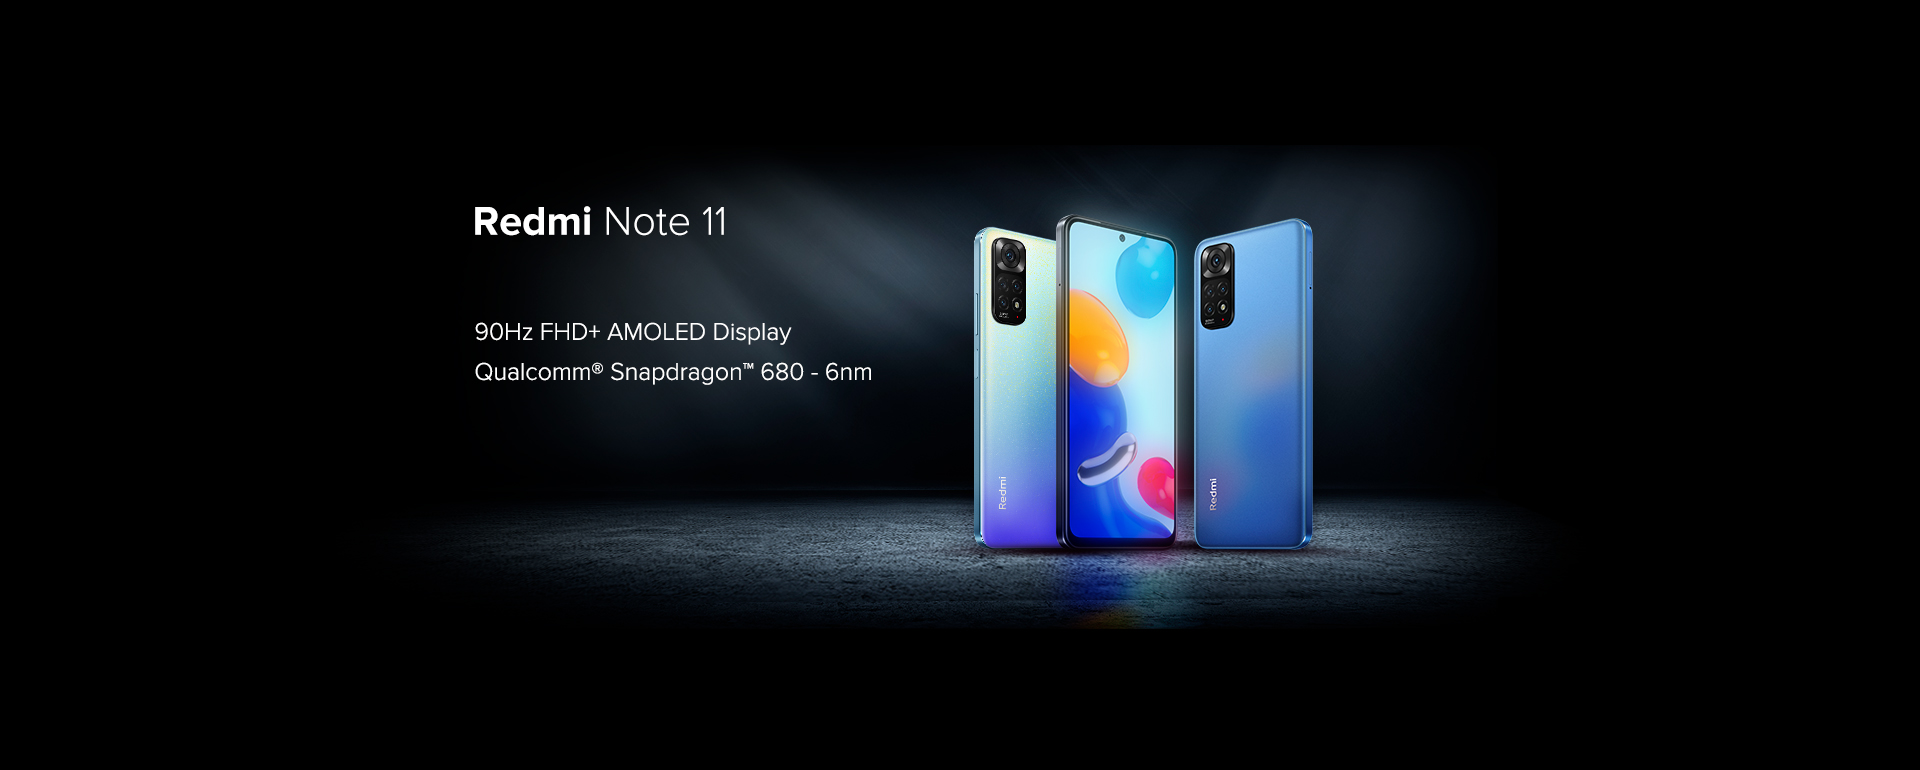 Redmi Note 11
90Hz FHD+ AMOLED Display
Qualcomm® Snapdragon™ 680 - 6nm
Redmi
Redmi